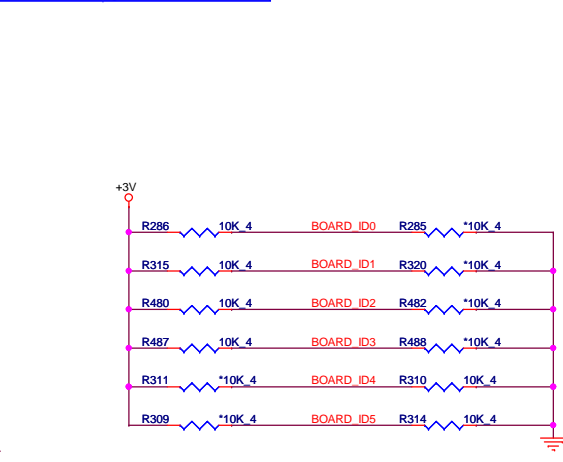 +3V
R286 10K_4 BOARD_ID0 R285 *10K_4
R315 10K_4 BOARD_ID1 R320 *10K_4
R480 10K_4 BOARD_ID2 R482 *10K_4
R487 10K_4 BOARD_ID3 R488 *10K_4
R311 *10K_4 BOARD_ID4 R310 10K_4
R309 *10K_4 BOARD_ID5 R314 10K_4